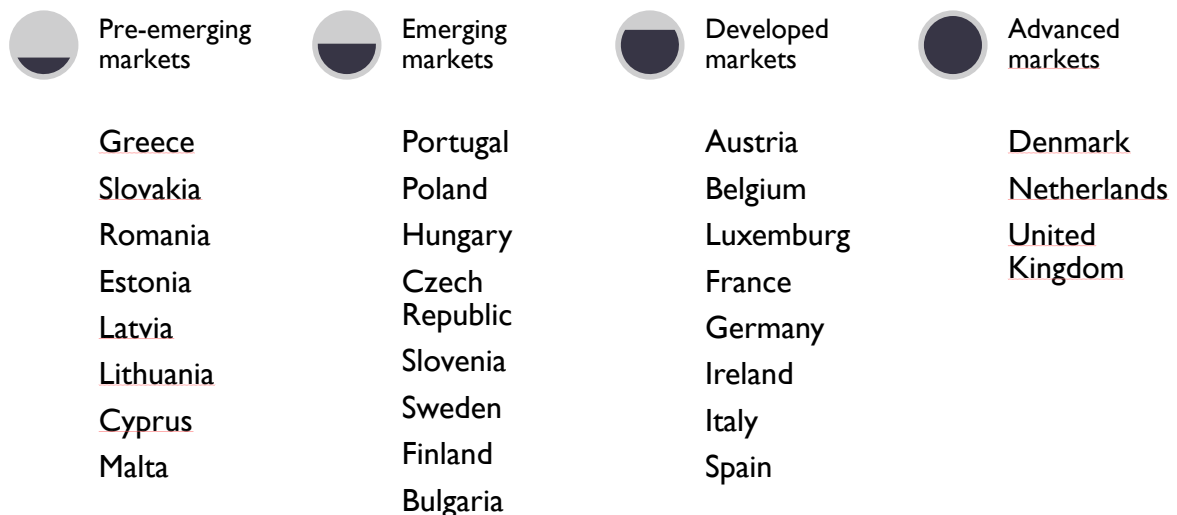 Pre-emerging
markets
Greece
Slovakia
Romania
Estonia
Latvia
Lithuania
Cyprus
Malta
Emerging
markets
Portugal
Poland
Hungary
Czech
Republic
Slovenia
Sweden
Finland
Bulgaria
Developed
markets
Austria
Belgium
Luxemburg
France
Germany
Ireland
Italy
Spain
Advanced
markets
Denmark
Netherlands
United
Kingdom